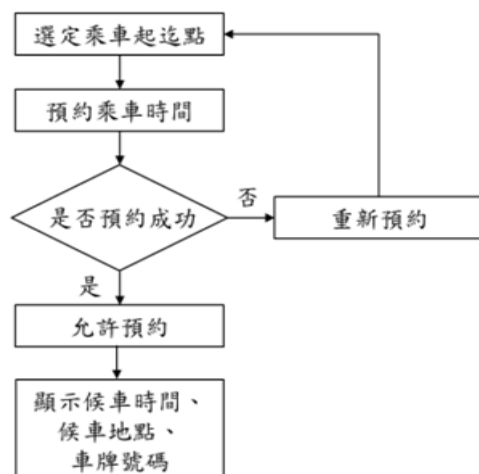 選定乘車起迄點
預約乘車時間
是否預約成功
否
重新預約
是
允許預約
顯示候車時間、
候車地點、
車牌號碼